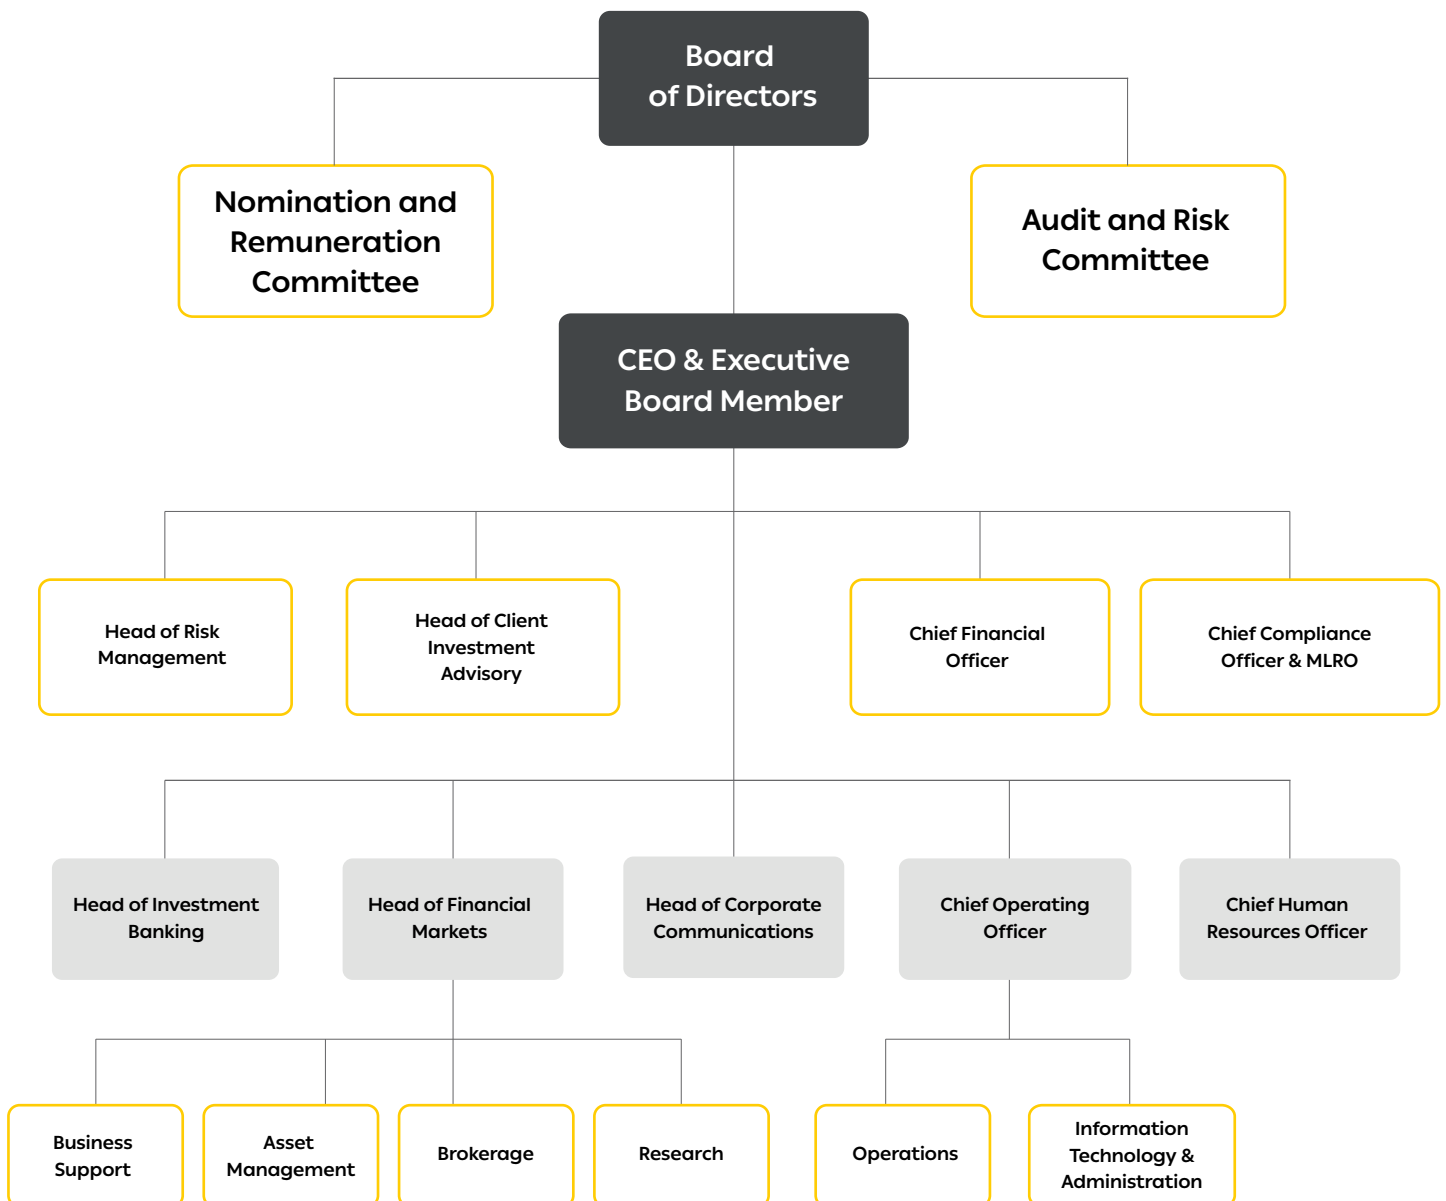 Board
of Directors
Nomination and
Remuneration
Committee
Audit and Risk
Committee
CEO & Executive
Board Member
Head of Risk
Management
Head of Client
Investment
Advisory
Chief Financial
Officer
Chief Compliance
Officer & MLRO
Head of Investment
Banking
Head of Financial
Markets
Head of Corporate
Communications
Chief Operating
Officer
Chief Human
Resources Officer
Business
Support
Asset
Management
Brokerage
Research
Operations
Information
Technology &
Administration